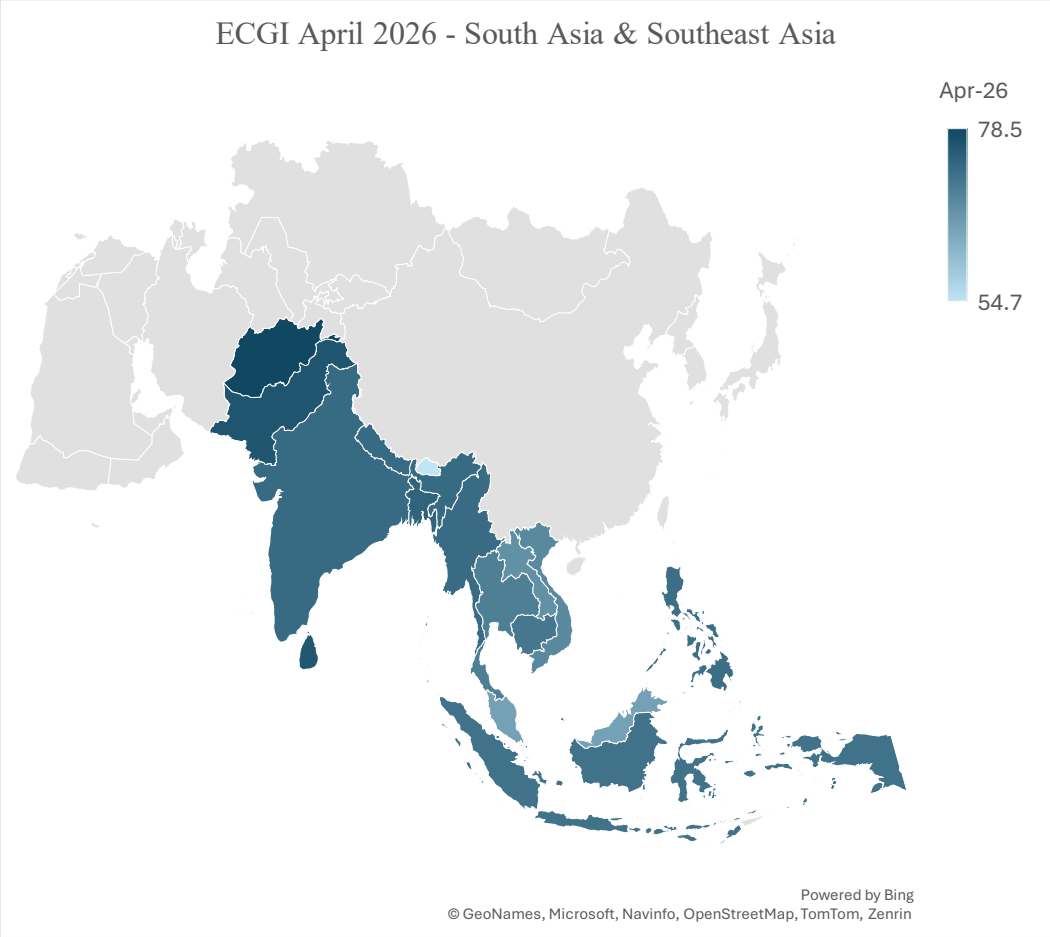 ECGI April 2026 - South Asia & Southeast Asia
Apr-26
78.5
54.7
Powered by Bing
© GeoNames, Microsoft, Navinfo, OpenStreetMap, TomTom, Zenrin